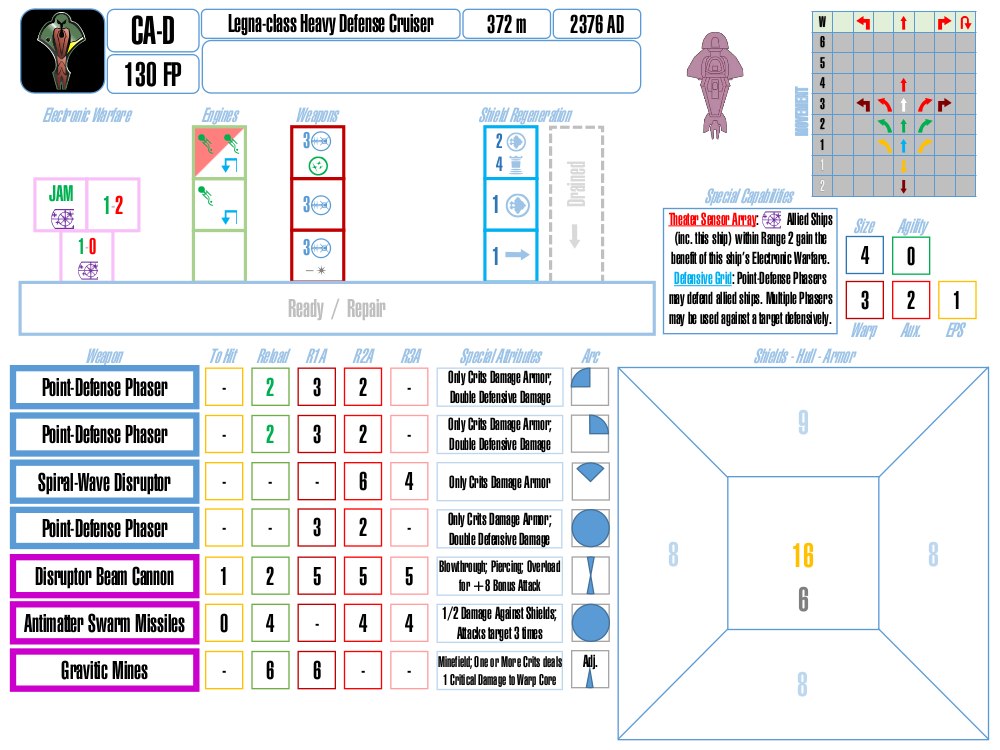 CA-D
Legna-class Heavy Defense Cruiser
372 m
2376 AD
130 FP
W
6
5
4
3
2
1
1
2
MOVEMENT
Electronic Warfare
Engines
Weapons
Shield Regeneration
JAM
1-2
1-0
3
3
3
-
2
4
1
1
Drained
Ready / Repair
Special Capabilities
Theater Sensor Array: Allied Ships
(inc. this ship) within Range 2 gain the
benefit of this ship's Electronic Warfare.
Defensive Grid: Point-Defense Phasers
may defend allied ships. Multiple Phasers
may be used against a target defensively.
Size
Agility
4
0
3
2
1
Warp
Aux.
EPS
Weapon
To Hit
Reload
R1A
R2A
R3A
Special Attributes
Arc
Shields - Hull - Armor
Point-Defense Phaser
-
2
3
2
-
Only Crits Damage Armor;
Double Defensive Damage
Point-Defense Phaser
-
2
3
2
-
Only Crits Damage Armor;
Double Defensive Damage
Spiral-Wave Disruptor
-
-
-
6
4
Only Crits Damage Armor
Point-Defense Phaser
-
-
3
2
-
Only Crits Damage Armor;
Double Defensive Damage
Disruptor Beam Cannon
1
2
5
5
5
Blowthrough; Piercing; Overload
for +8 Bonus Attack
Antimatter Swarm Missiles
0
4
-
4
4
1/2 Damage Against Shields;
Attacks target 3 times
Gravitic Mines
-
6
6
-
-
Minefield; One or More Crits deals
1 Critical Damage to Warp Core
Adj.
9
8
16
6
8
8